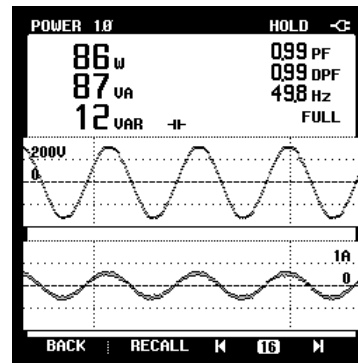 POWER 1Ø HOLD
86 W 0.99 PF
87 VA 0.99 DPF
12 VAR 49.8 Hz
FULL
200V
0
1A
0
BACK RECALL 16